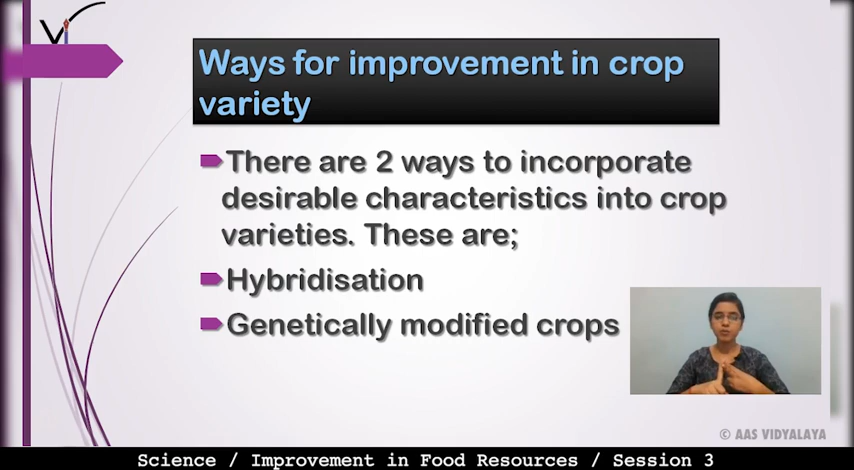 Vi
Ways for improvement in crop
variety
There are 2 ways to incorporate
desirable characteristics into crop
varieties. These are;
Hybridisation
Genetically modified crops
© AAS VIDYALAYA
Science / Improvement in Food Resources / Session 3